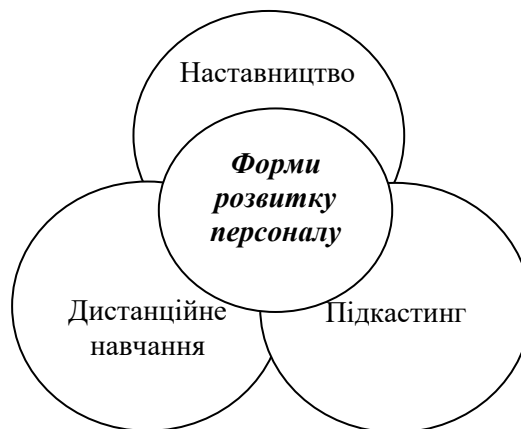 Наставництво
Форми
розвитку
персоналу
Дистанційне
навчання
Підкастинг